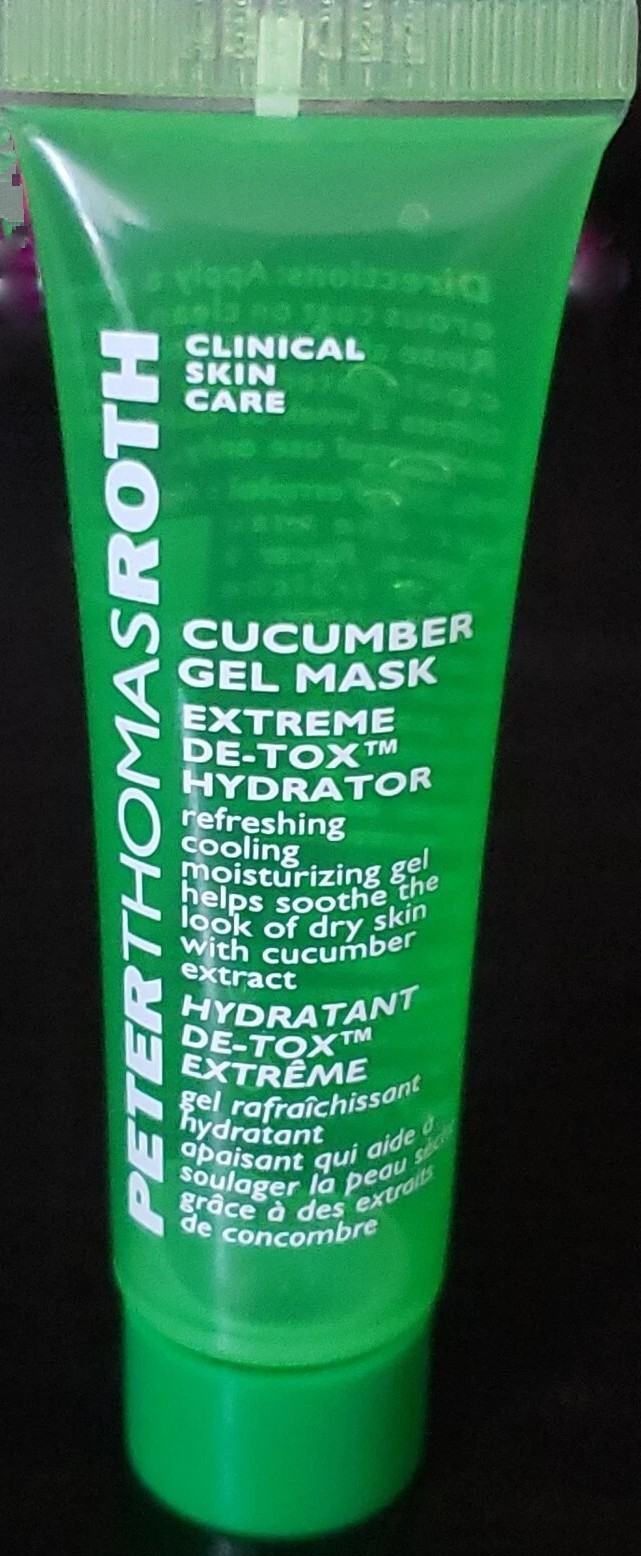 PETERTHOMASROTH
CLINICAL
SKIN
CARE
CUCUMBER
GEL MASK
EXTREME
DE-TOX™
HYDRATOR
refreshing
cooling
moisturizing gel
helps soothe the
look of dry skin
with cucumber
extract
HYDRATANT
DE-TOX™
EXTRÊME
gel rafraîchissant
hydratant
apaisant qui aide à
soulager la peau sèche
grâce à des extraits
de concombre
Directions: Apply